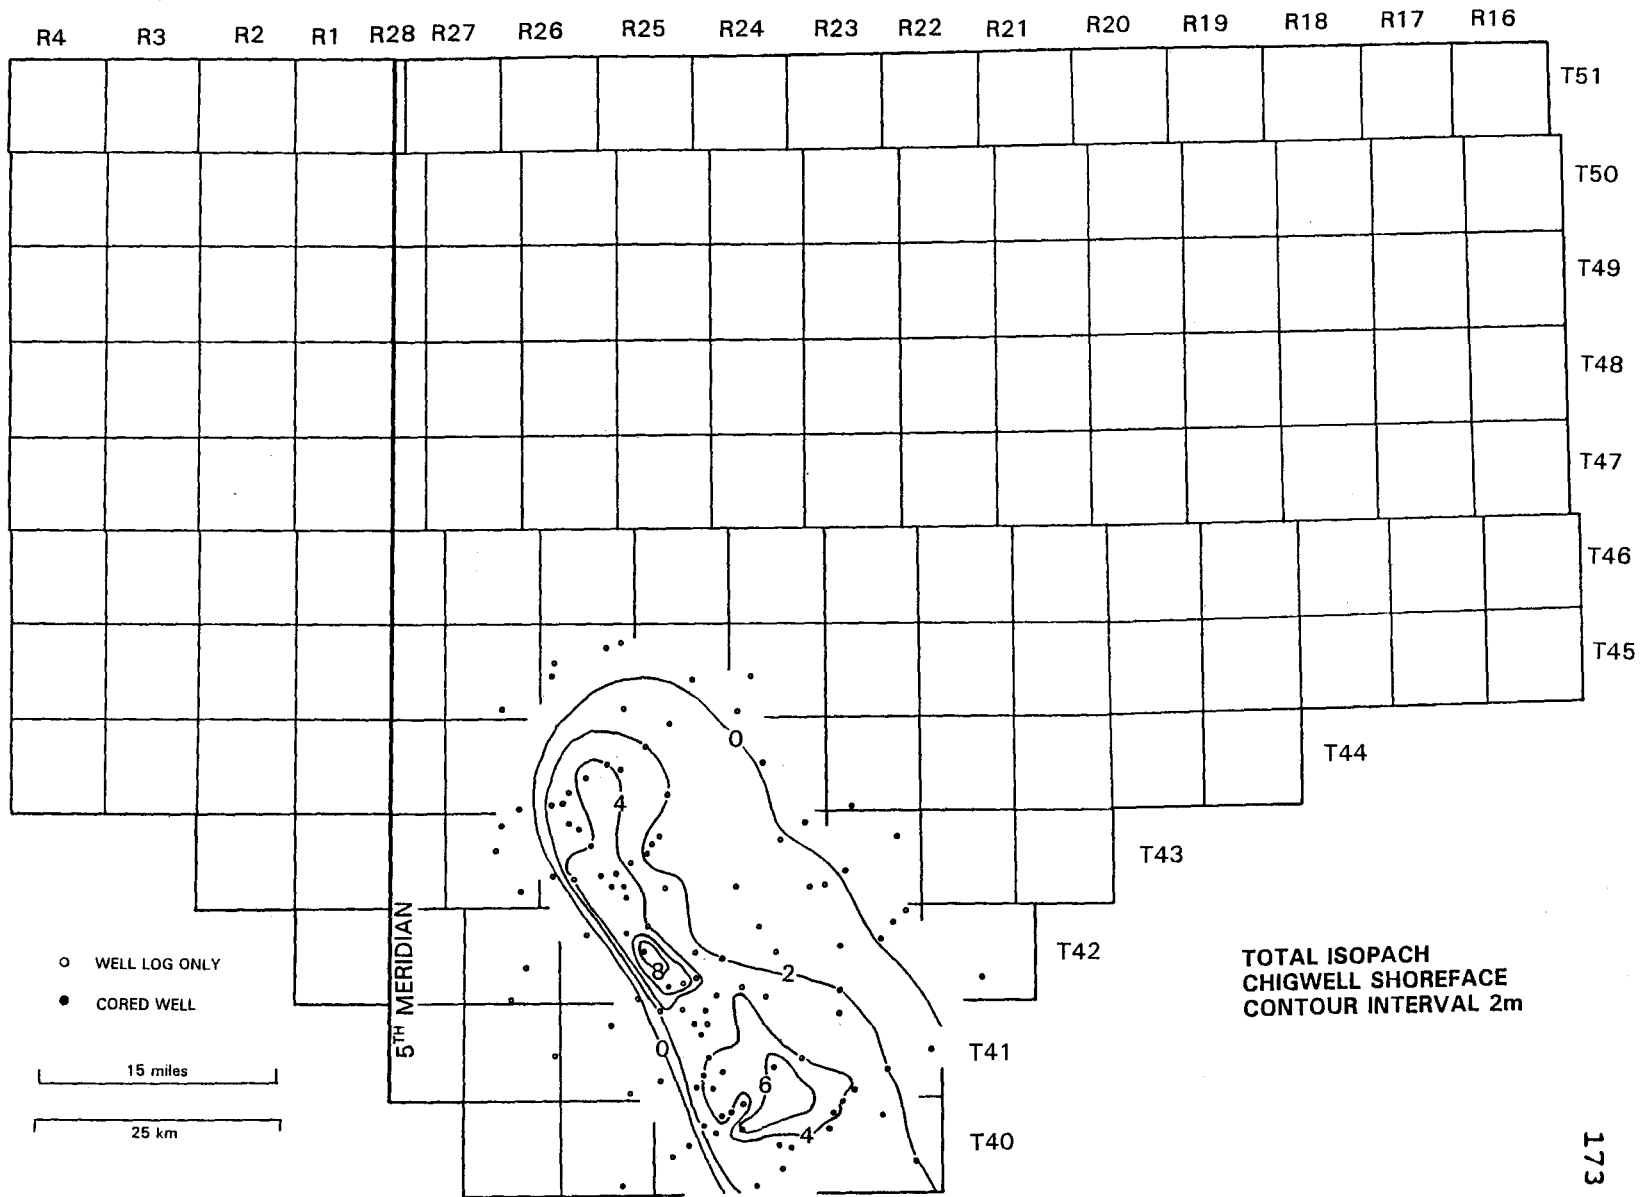 R4 R3 R2 R1 R28 R27 R26 R25 R24 R23 R22 R21 R20 R19 R18 R17 R16
T51
T50
T49
T48
T47
T46
T45
0
T44
4
T43
5TH MERIDIAN
T42
WELL LOG ONLY
8
2
CORED WELL
TOTAL ISOPACH
CHIGWELL SHOREFACE
CONTOUR INTERVAL 2m
0
T41
15 miles
6
25 km
4
T40
173